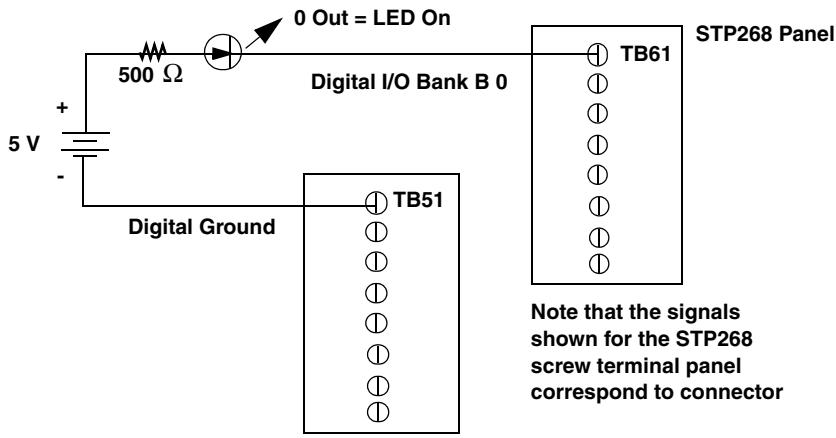 0 Out = LED On
STP268 Panel
500 Ω
TB61
Digital I/O Bank B 0
+
5 V
-
TB51
Digital Ground
Note that the signals
shown for the STP268
screw terminal panel
correspond to connector